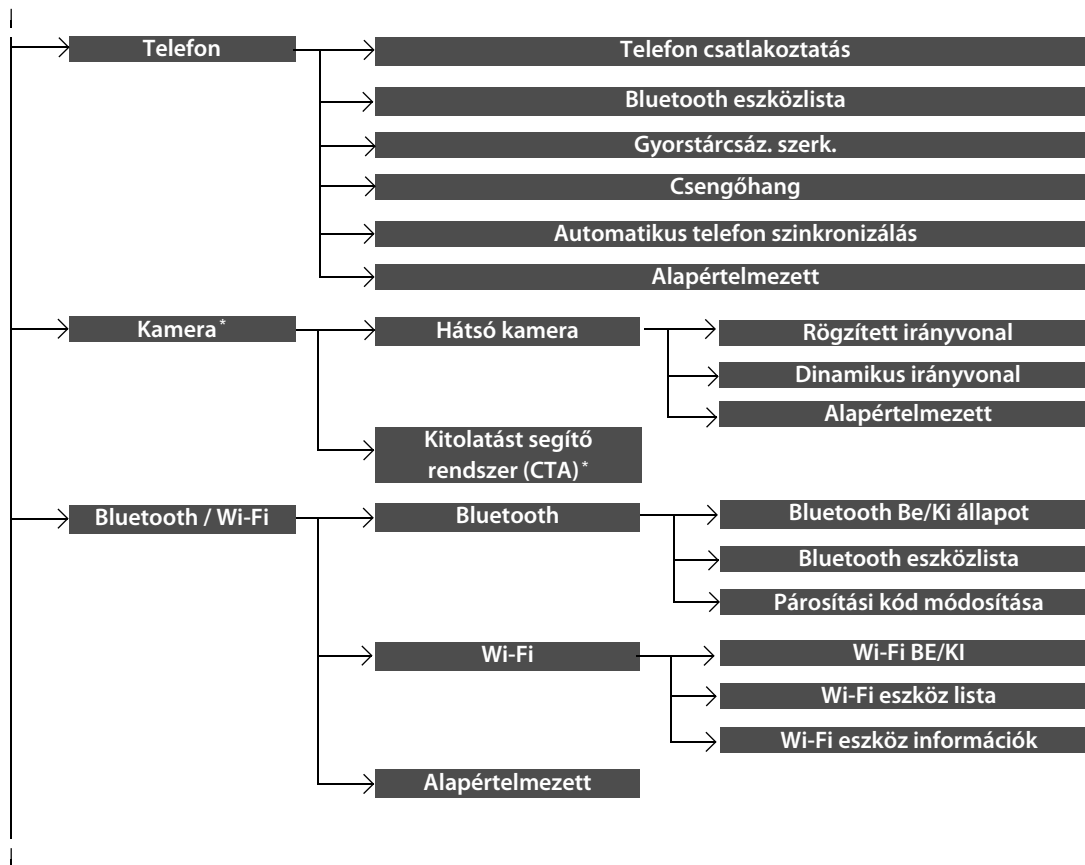 Telefon
Telefon csatlakoztatás
Bluetooth eszközlista
Gyorstárcsáz. szerk.
Csengőhang
Automatikus telefon szinkronizálás
Alapértelmezett
Kamera*
Hátsó kamera
Rögzített irányvonal
Dinamikus irányvonal
Alapértelmezett
Kitolatást segítő
rendszer (CTA)*
Bluetooth / Wi-Fi
Bluetooth
Bluetooth Be/Ki állapot
Bluetooth eszközlista
Párosítási kód módosítása
Wi-Fi
Wi-Fi BE/KI
Wi-Fi eszköz lista
Wi-Fi eszköz információk
Alapértelmezett